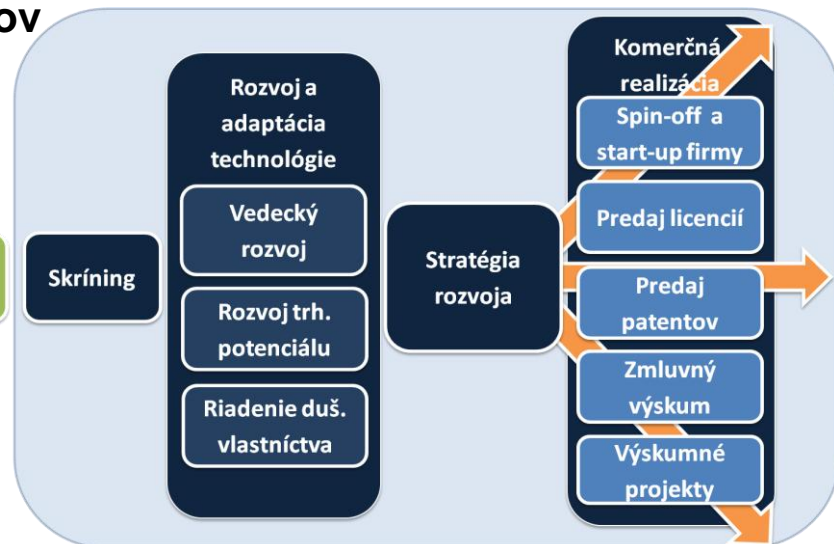 ov
Skríning
Rozvoj a
adaptácia
technológie
Vedecký
rozvoj
Rozvoj trh.
potenciálu
Riadenie duš.
vlastníctva
Stratégia
rozvoja
Komerčná
realizácia
Spin-off a
start-up firmy
Predaj licencií
Predaj
patentov
Zmluvný
výskum
Výskumné
projekty